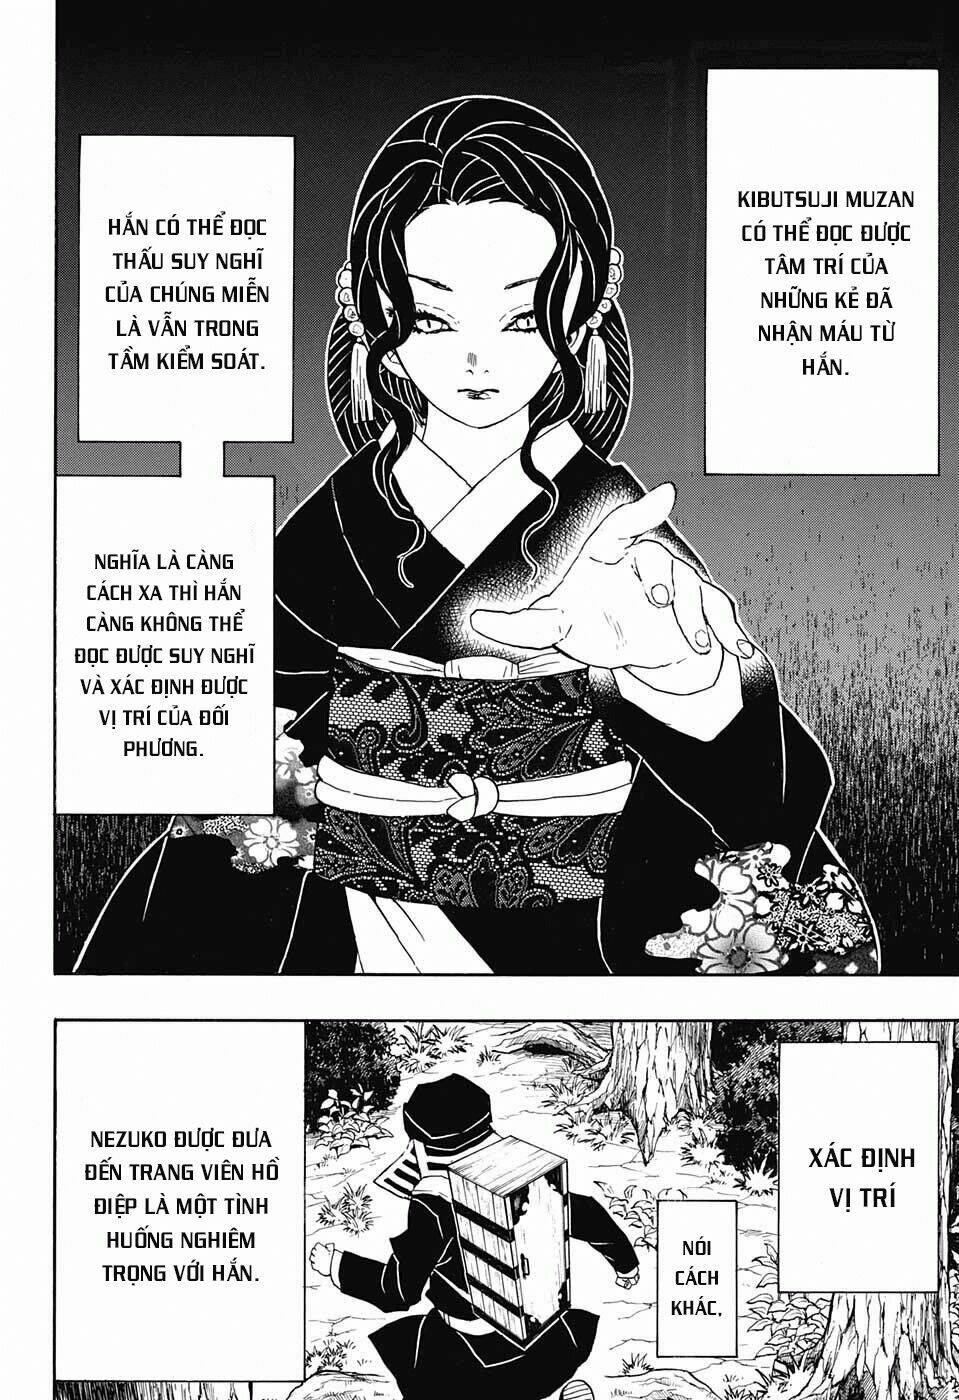 KIBUTSUJI MUZAN
CÓ THỂ ĐỌC ĐƯỢC
TÂM TRÍ CỦA
NHỮNG KẺ ĐÃ
NHẬN MÁU TỪ
HẮN.
HẮN CÓ THỂ ĐỌC
THẤU SUY NGHĨ
CỦA CHÚNG MIỄN
LÀ VẪN TRONG
TẦM KIỂM SOÁT.
NGHĨA LÀ CÀNG
CÁCH XA THÌ HẮN
CÀNG KHÔNG THỂ
ĐỌC ĐƯỢC SUY NGHĨ
VÀ XÁC ĐỊNH ĐƯỢC
VỊ TRÍ CỦA ĐỐI
PHƯƠNG.
XÁC ĐỊNH
VỊ TRÍ
NÓI
CÁCH
KHÁC,
NEZUKO ĐƯỢC ĐƯA
ĐẾN TRANG VIÊN HỒ
ĐIỆP LÀ MỘT TÌNH
HUỐNG NGHIÊM
TRỌNG VỚI HẮN.